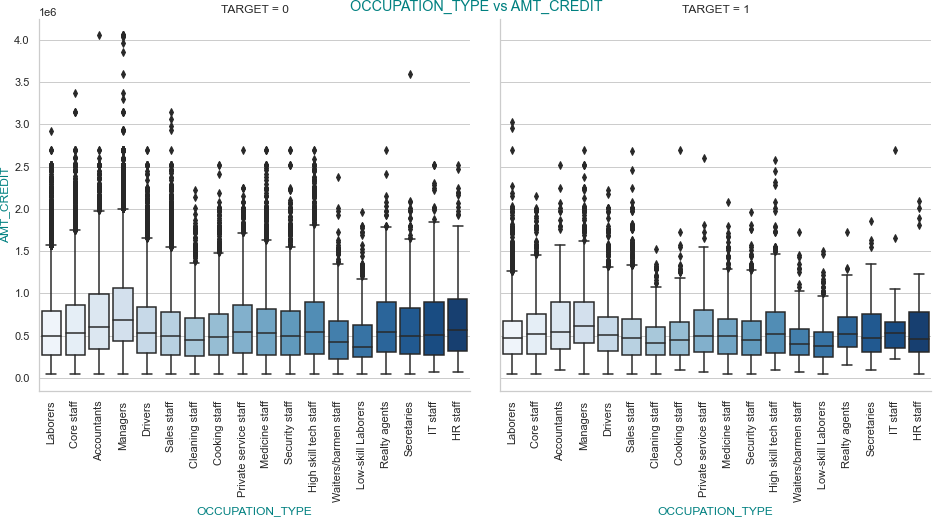 OCCUPATION_TYPE vs AMT_CREDIT
TARGET = 0
TARGET = 1
1e6
4.0
3.5
3.0
2.5
2.0
1.5
1.0
0.5
0.0
AMT_CREDIT
Laborers
Core staff
Accountants
Managers
Drivers
Sales staff
Cleaning staff
Cooking staff
Private service staff
Medicine staff
Security staff
High skill tech staff
Waiters/barmen staff
Low-skill Laborers
Realty agents
Secretaries
IT staff
HR staff
OCCUPATION_TYPE
Laborers
Core staff
Accountants
Managers
Drivers
Sales staff
Cleaning staff
Cooking staff
Private service staff
Medicine staff
Security staff
High skill tech staff
Waiters/barmen staff
Low-skill Laborers
Realty agents
Secretaries
IT staff
HR staff
OCCUPATION_TYPE